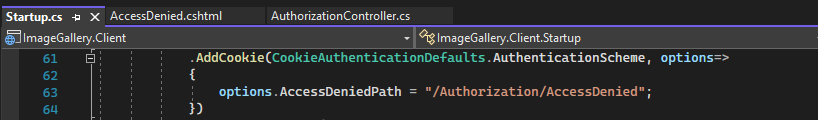 Startup.cs AccessDenied.cshtml AuthorizationController.cs
ImageGallery.Client ImageGallery.Client.Startup
61 .AddCookie(CookieAuthenticationDefaults.AuthenticationScheme, options=>
62 {
63 options.AccessDeniedPath = "/Authorization/AccessDenied";
64 })